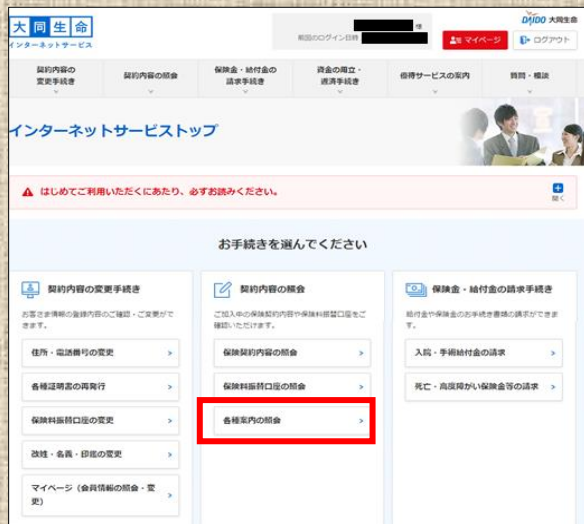 大同生命
インターネットサービス
様
前回のログイン日時
DAIDO 大同生命
マイページ
ログアウト
契約内容の
変更手続き
契約内容の照会
保険金・給付金の
請求手続き
資金の用立・
返済手続き
優待サービスの案内
質問・相談
インターネットサービストップ
はじめてご利用いただくにあたり、必ずお読みください。
開く
お手続きを選んでください
契約内容の変更手続き
お客さま情報の登録内容のご確認・ご変更がで
きます。
住所・電話番号の変更
各種証明書の再発行
保険料振替口座の変更
改姓・名義・印鑑の変更
マイページ（会員情報の照会・変
更）
契約内容の照会
ご加入中の保険契約内容や保険料振替口座をご
確認いただけます。
保険契約内容の照会
保険料振替口座の照会
各種案内の照会
保険金・給付金の請求手続き
給付金や保険金のお手続き書類の請求ができま
す。
入院・手術給付金の請求
死亡・高度障がい保険金等の請求